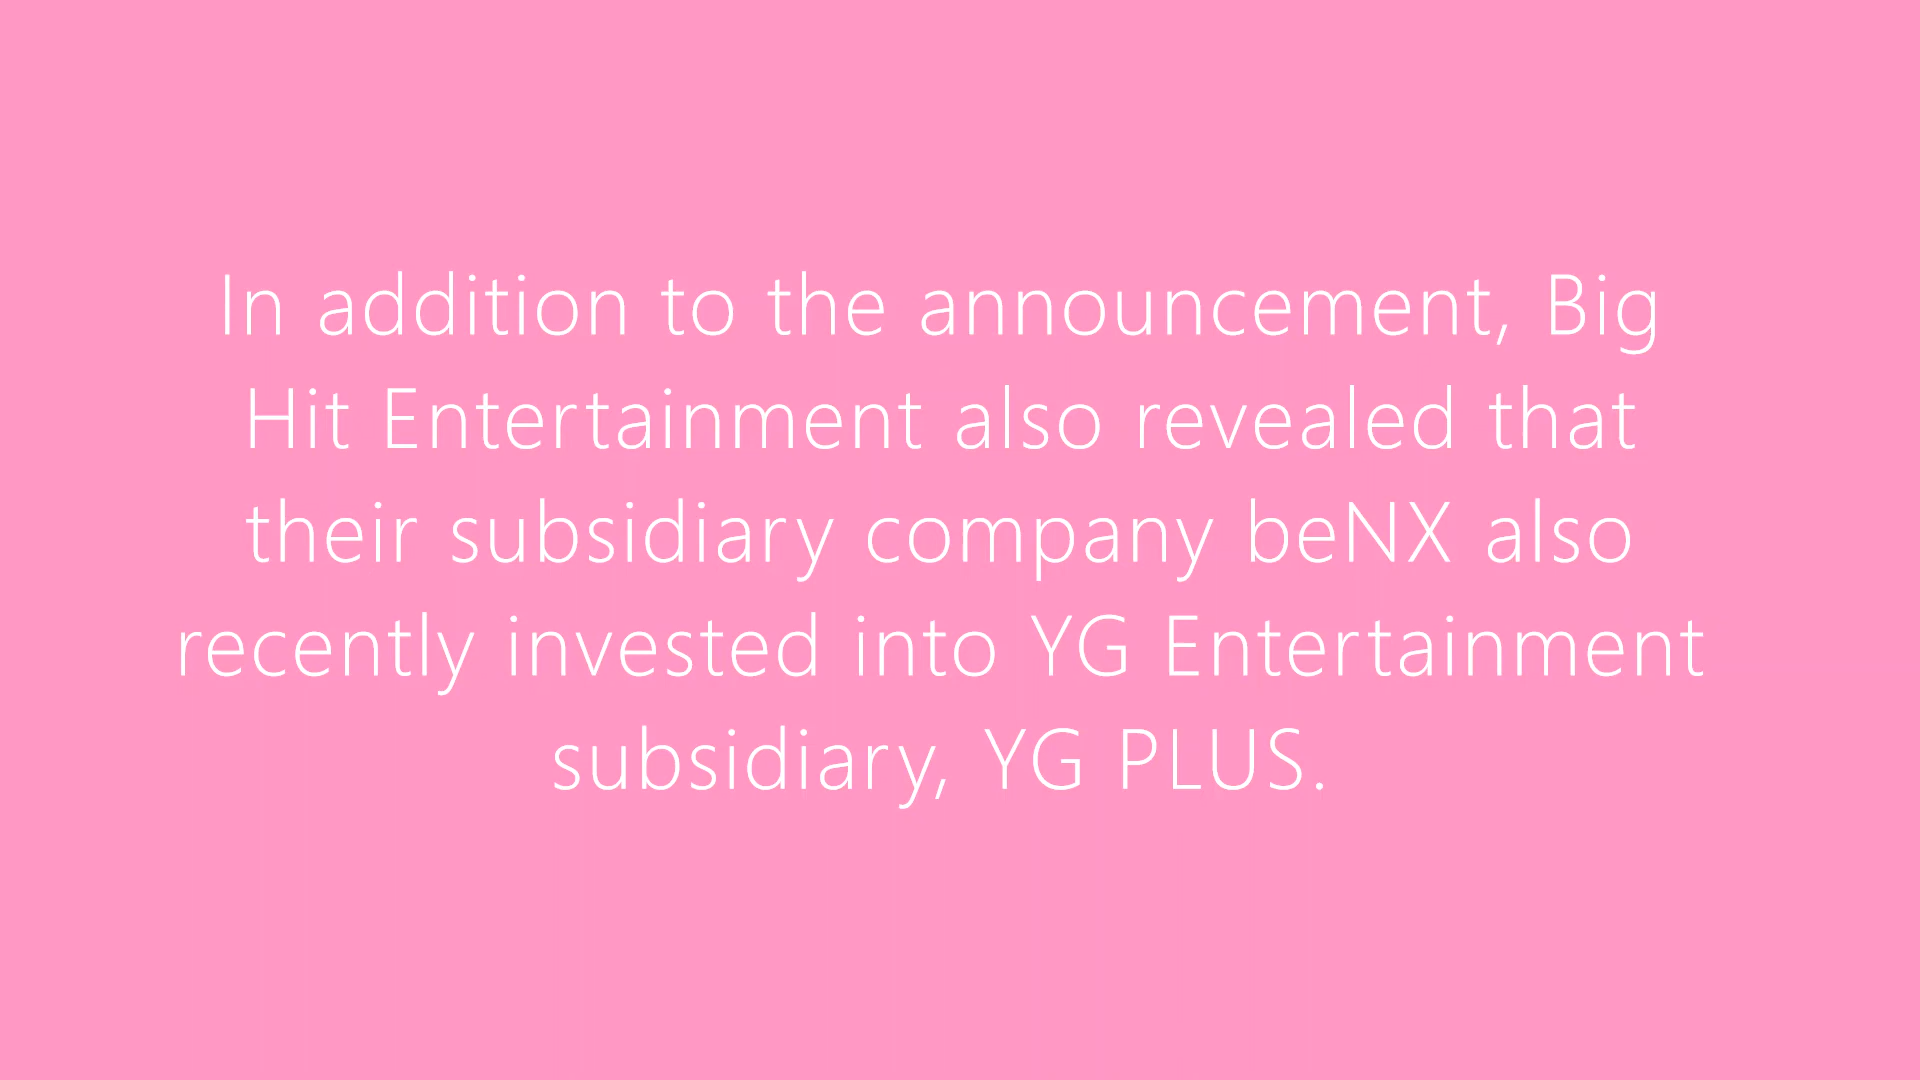 In addition to the announcement, Big
Hit Entertainment also revealed that
their subsidiary company beNX also
recently invested into YG Entertainment
subsidiary, YG PLUS.